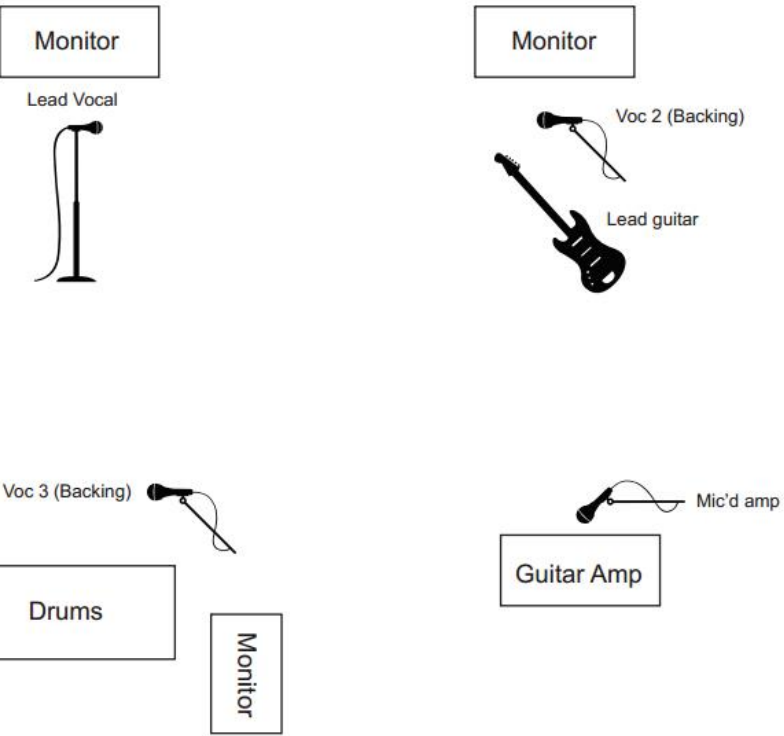 Monitor
Monitor
Lead Vocal
Voc 2 (Backing)
Lead guitar
Voc 3 (Backing)
Mic'd amp
Guitar Amp
Drums
Monitor